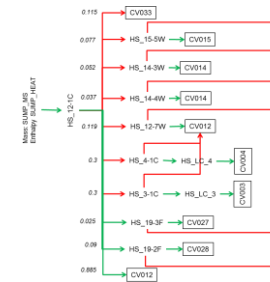 0.115
CV033
0.077
HS_15-5W
CV015
0.052
HS_14-3W
CV014
0.037
HS_14-4W
CV014
0.119
HS_12-7W
CV012
Mass: SUMP_MS
Enthalpy SUMP_HEAT
HS_12-1C
0.3
HS_4-1C
HS_LC_4
CV004
0.3
HS_3-1C
HS_LC_3
CV003
0.025
HS_19-3F
CV027
0.09
HS_19-2F
CV028
0.885
CV012